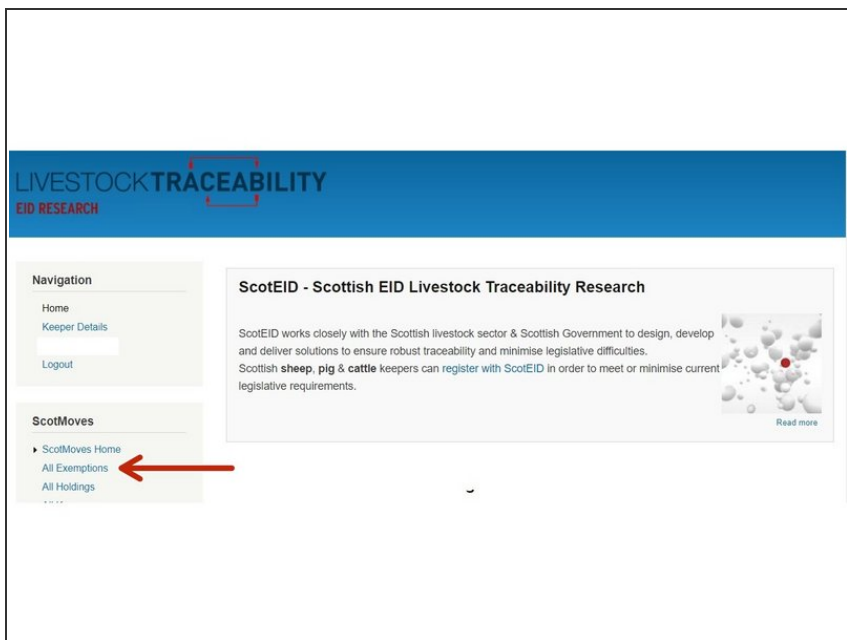 LIVESTOCKTRACEABILITY
EID RESEARCH
Navigation
Home
Keeper Details
Logout
ScotMoves
ScotMoves Home
All Exemptions
All Holdings
ScotEID - Scottish EID Livestock Traceability Research
ScotEID works closely with the Scottish livestock sector & Scottish Government to design, develop
and deliver solutions to ensure robust traceability and minimise legislative difficulties.
Scottish sheep, pig & cattle keepers can register with ScotEID in order to meet or minimise current
legislative requirements.
Read more